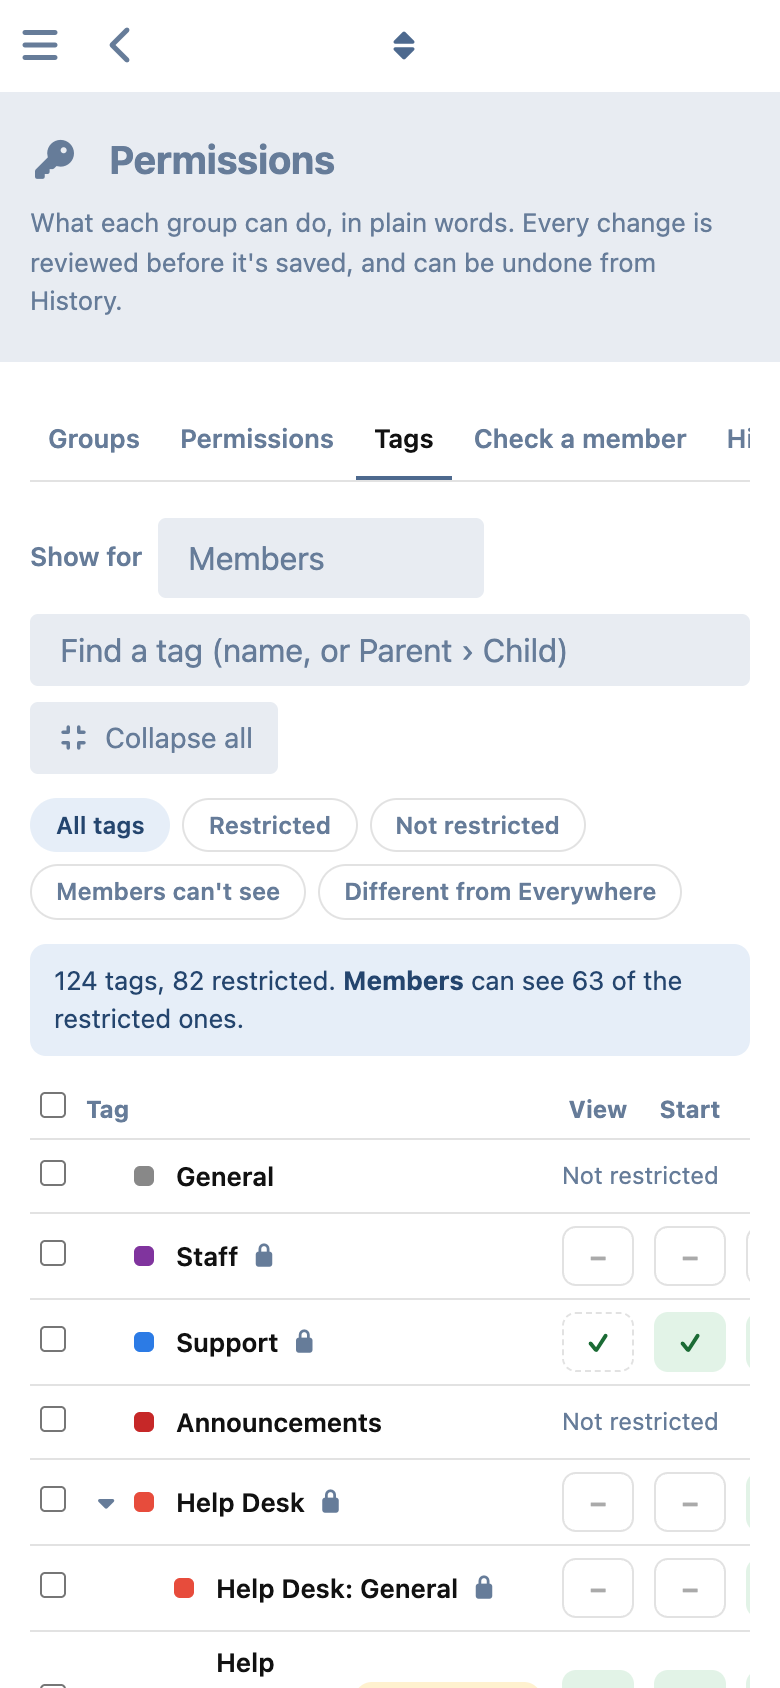 Permissions
What each group can do, in plain words. Every change is
reviewed before it's saved, and can be undone from
History.
Groups Permissions Tags Check a member Hi
Show for Members
Find a tag (name, or Parent › Child)
Collapse all
All tags Restricted Not restricted
Members can't see Different from Everywhere
124 tags, 82 restricted. Members can see 63 of the
restricted ones.
Tag View Start
General Not restricted
Staff – –
Support ✓ ✓
Announcements Not restricted
Help Desk – –
Help Desk: General – –
Help